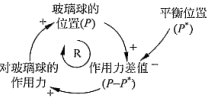 玻璃球的
位置(P)
平衡位置
(P*)
+
+
R
对玻璃球的
作用力
作用力差值
−
(P−P*)
+